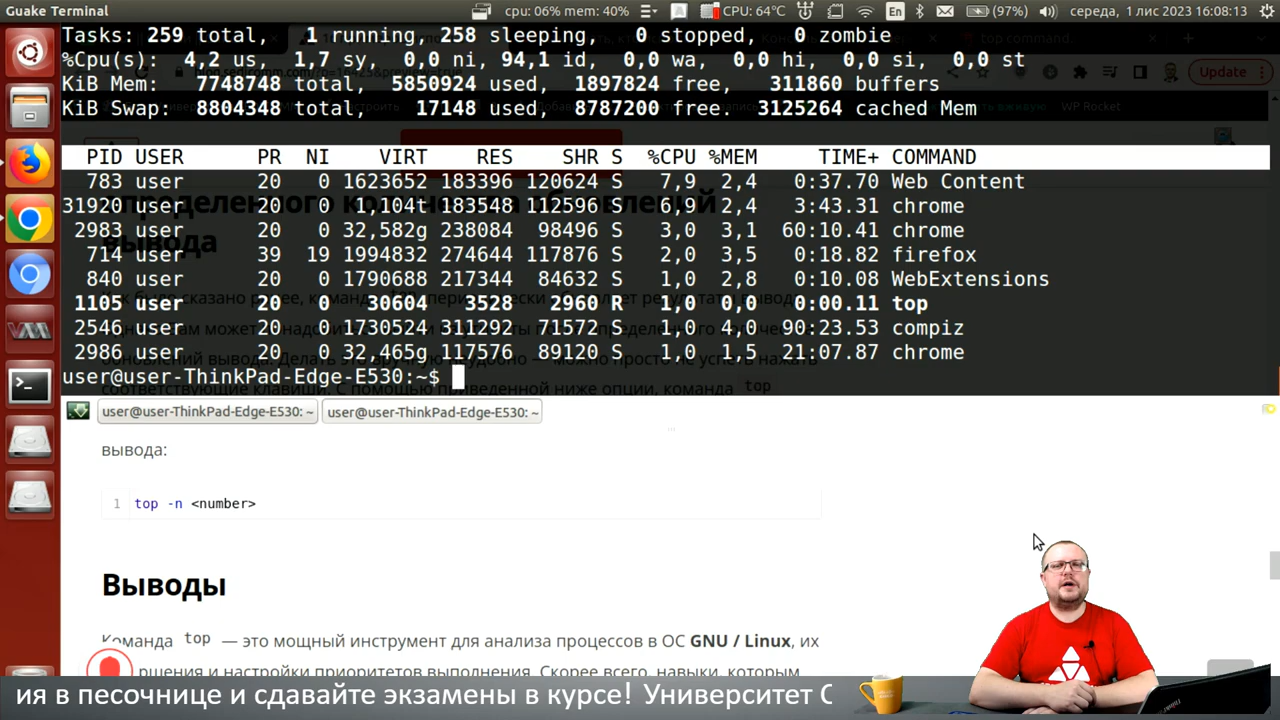 Guake Terminal cpu: 06% mem: 40% CPU: 64°C En (97%) середа, 1 лис 2023 16:08:13
Tasks: 259 total, 1 running, 258 sleeping, 0 stopped, 0 zombie
%Cpu(s): 4,2 us, 1,7 sy, 0,0 ni, 94,1 id, 0,0 wa, 0,0 hi, 0,0 si, 0,0 st
KiB Mem: 7748748 total, 5850924 used, 1897824 free, 311860 buffers
KiB Swap: 8804348 total, 17148 used, 8787200 free. 3125264 cached Mem
Update
WP Rocket
PID USER PR NI VIRT RES SHR S %CPU %MEM TIME+ COMMAND
783 user 20 0 1623652 183396 120624 S 7,9 2,4 0:37.70 Web Content
31920 user 20 0 1,104t 183548 112596 S 6,9 2,4 3:43.31 chrome
2983 user 20 0 32,582g 238084 98496 S 3,0 3,1 60:10.41 chrome
714 user 39 19 1994832 274644 117876 S 2,0 3,5 0:18.82 firefox
840 user 20 0 1790688 217344 84632 S 1,0 2,8 0:10.08 WebExtensions
1105 user 20 0 30604 3528 2960 R 1,0 0,0 0:00.11 top
2546 user 20 0 1730524 311292 71572 S 1,0 4,0 90:23.53 compiz
2986 user 20 0 32,465g 117576 89120 S 1,0 1,5 21:07.87 chrome
user@user-ThinkPad-Edge-E530:~$
user@user-ThinkPad-Edge-E530: ~ user@user-ThinkPad-Edge-E530: ~
вывода:
1 top -n <number>
Выводы
Команда top — это мощный инструмент для анализа процессов в ОС GNU / Linux, их
ршения и настройки приоритетов выполнения. Скорее всего, навыки, которым
ия в песочнице и сдавайте экзамены в курсе! Университет